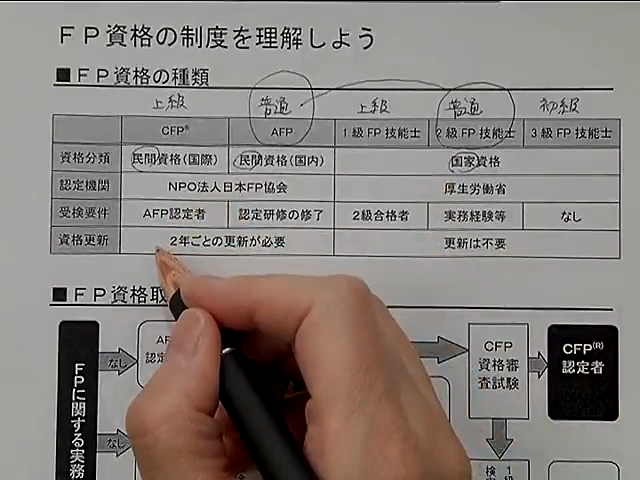 FP資格の制度を理解しよう
■FP資格の種類
上級 普通 上級 普通 初級
CFP® AFP 1級FP技能士 2級FP技能士 3級FP技能士
資格分類 民間資格(国際) 民間資格(国内) 国家資格
認定機関 NPO法人日本FP協会 厚生労働省
受検要件 AFP認定者 認定研修の修了 2級合格者 実務経験等 なし
資格更新 2年ごとの更新が必要 更新は不要
■FP資格取
FPに関する実務
なし
なし
CFP
資格審
査試験
CFP(R)
認定者